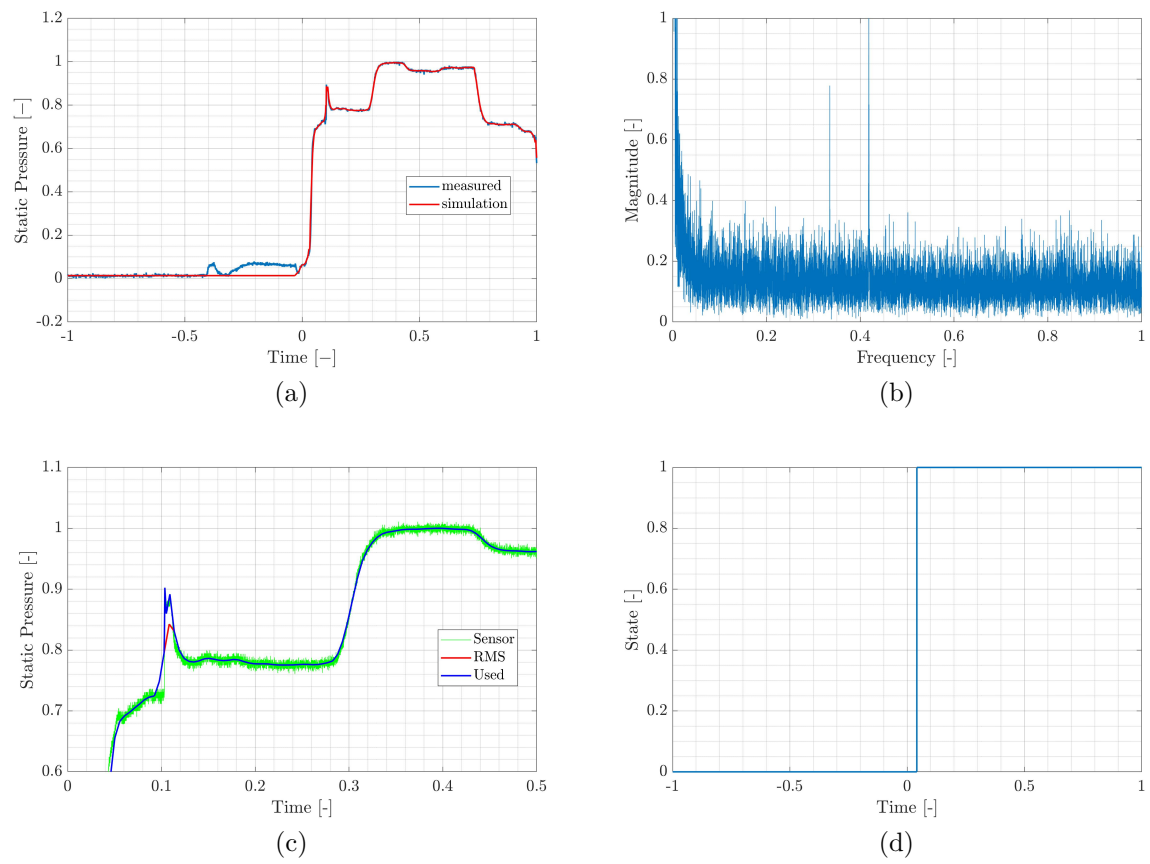 1.2
1
0.8
0.6
0.4
0.2
0
-0.2
Static Pressure [−]
measured
simulation
-1 -0.5 0 0.5 1
Time [−]
(a)
1
0.8
0.6
0.4
0.2
0
Magnitude [-]
0 0.2 0.4 0.6 0.8 1
Frequency [-]
(b)
1.1
1
0.9
0.8
0.7
0.6
Static Pressure [-]
Sensor
RMS
Used
0 0.1 0.2 0.3 0.4 0.5
Time [-]
(c)
1
0.8
0.6
0.4
0.2
0
State [-]
-1 -0.5 0 0.5 1
Time [-]
(d)